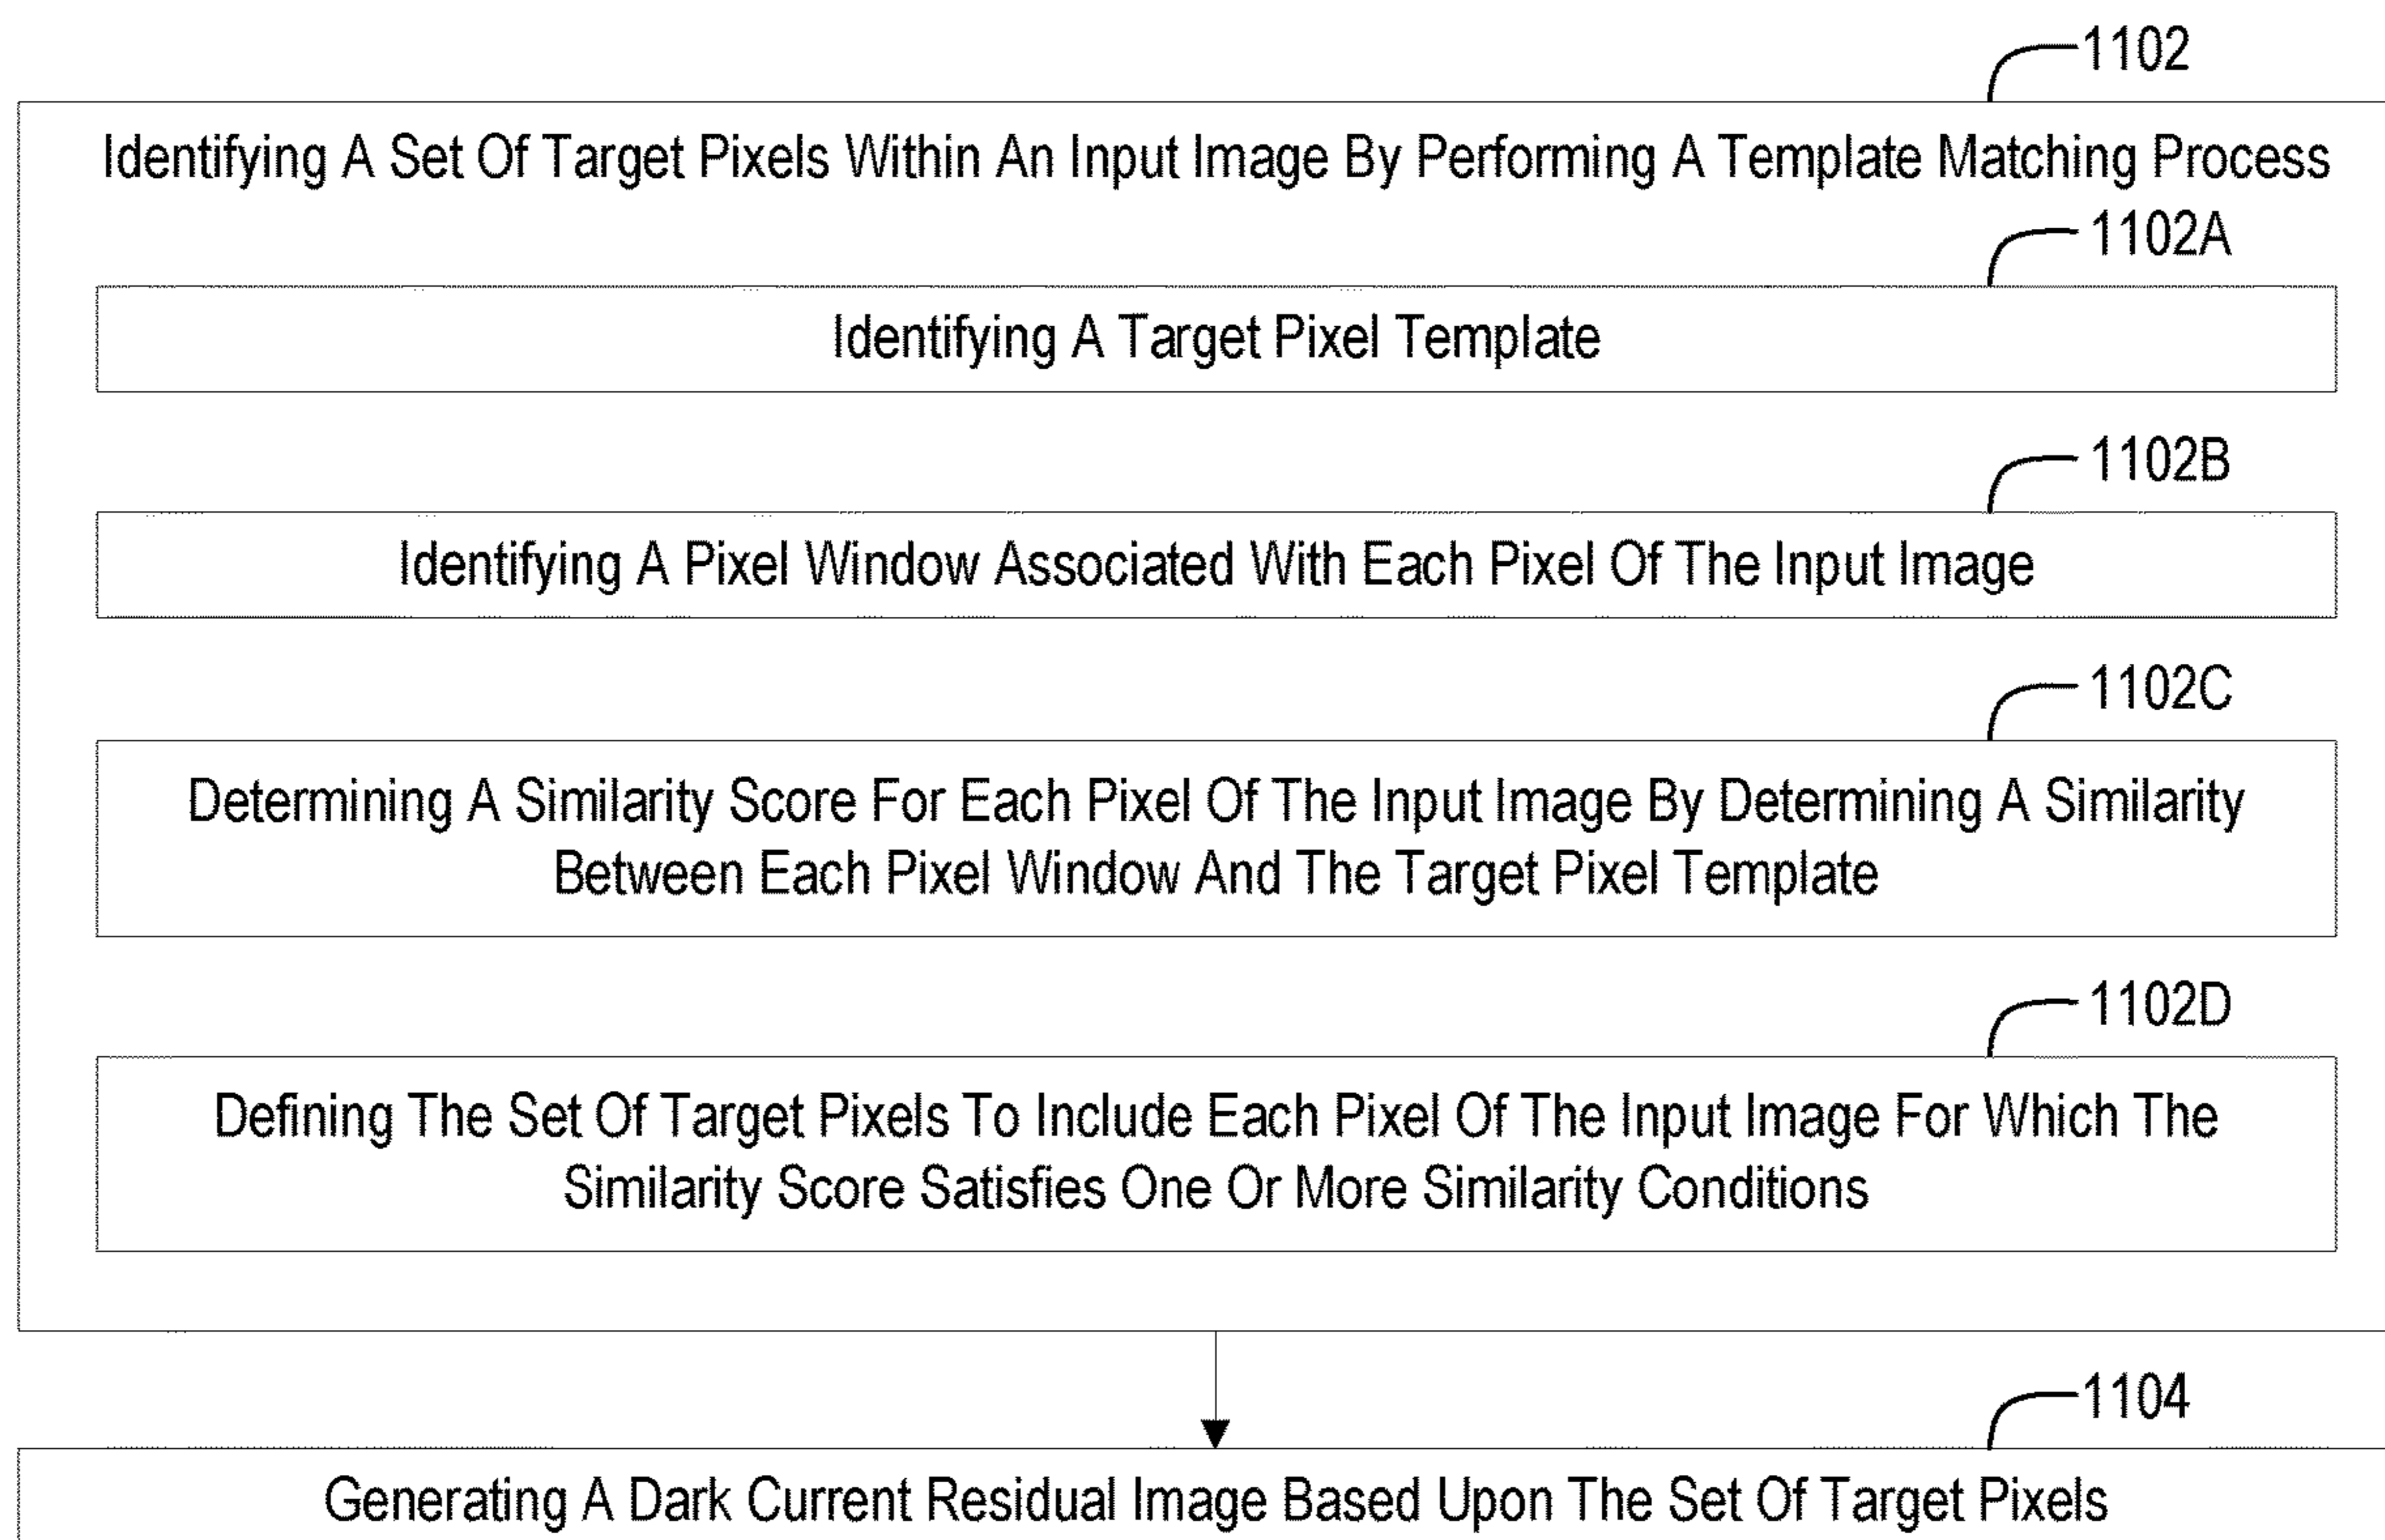 1102
Identifying A Set Of Target Pixels Within An Input Image By Performing A Template Matching Process
1102A
Identifying A Target Pixel Template
1102B
Identifying A Pixel Window Associated With Each Pixel Of The Input Image
1102C
Determining A Similarity Score For Each Pixel Of The Input Image By Determining A Similarity
Between Each Pixel Window And The Target Pixel Template
1102D
Defining The Set Of Target Pixels To Include Each Pixel Of The Input Image For Which The
Similarity Score Satisfies One Or More Similarity Conditions
1104
Generating A Dark Current Residual Image Based Upon The Set Of Target Pixels